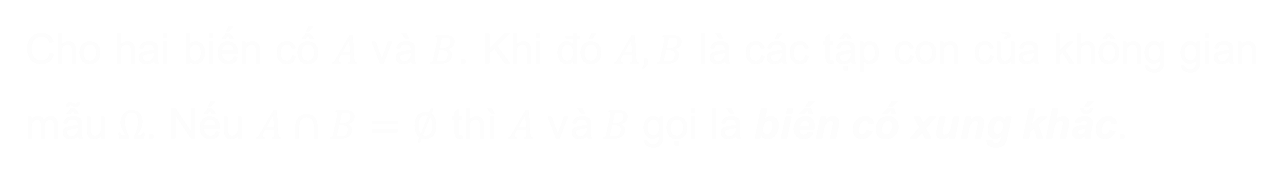 Cho hai biến cố A và B. Khi đó A, B là các tập con của không gian
mẫu Ω. Nếu A ∩ B = ∅ thì A và B gọi là biến cố xung khắc.